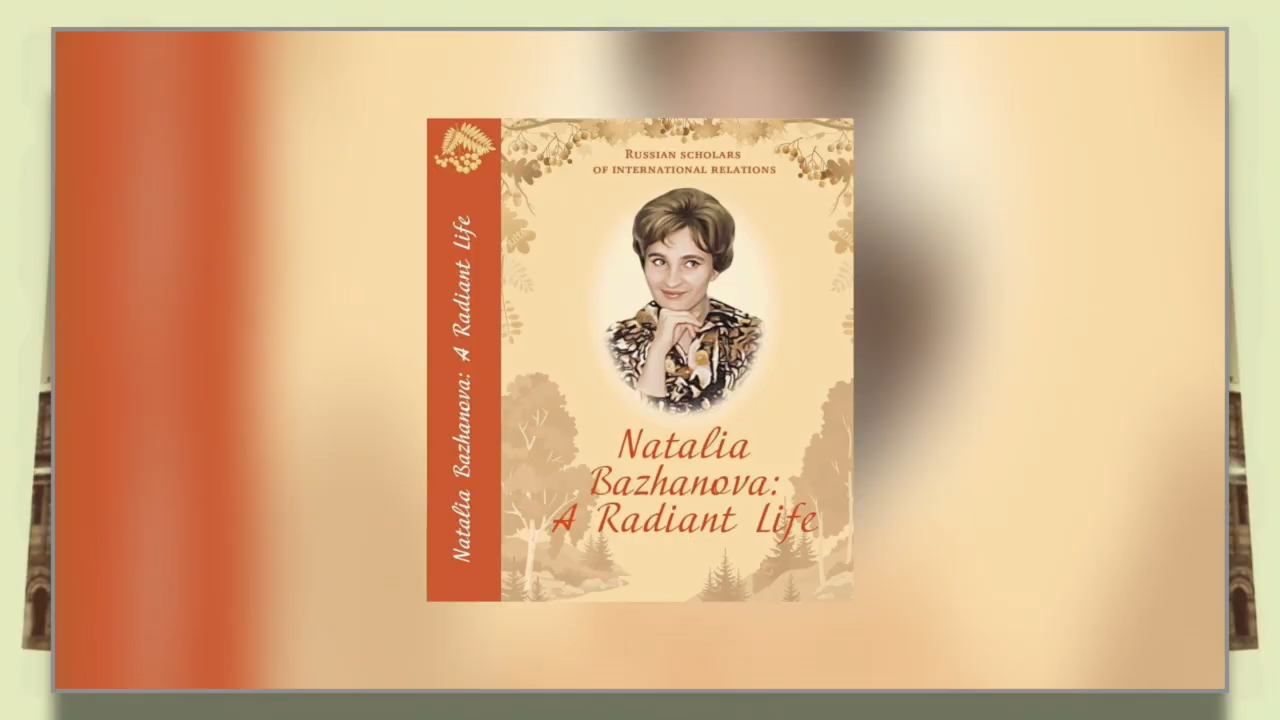 Natalia Bazhanova: A Radiant Life
RUSSIAN SCHOLARS
OF INTERNATIONAL RELATIONS
Natalia
Bazhanova:
A Radiant Life